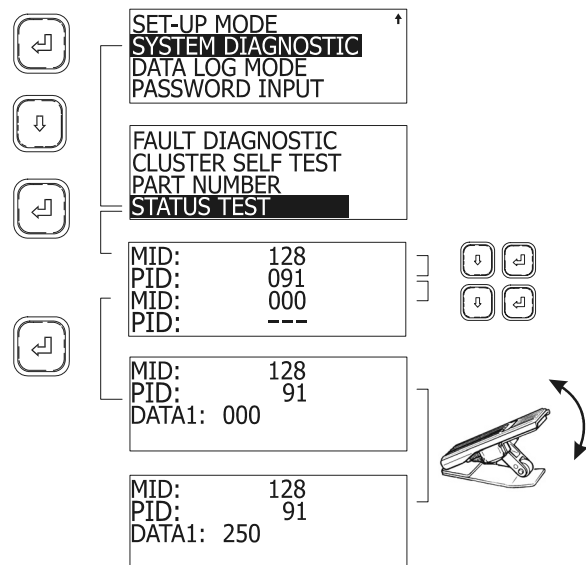 SET-UP MODE
SYSTEM DIAGNOSTIC
DATA LOG MODE
PASSWORD INPUT
FAULT DIAGNOSTIC
CLUSTER SELF TEST
PART NUMBER
STATUS TEST
MID: 128
PID: 091
MID: 000
PID: ---
MID: 128
PID: 91
DATA1: 000
MID: 128
PID: 91
DATA1: 250